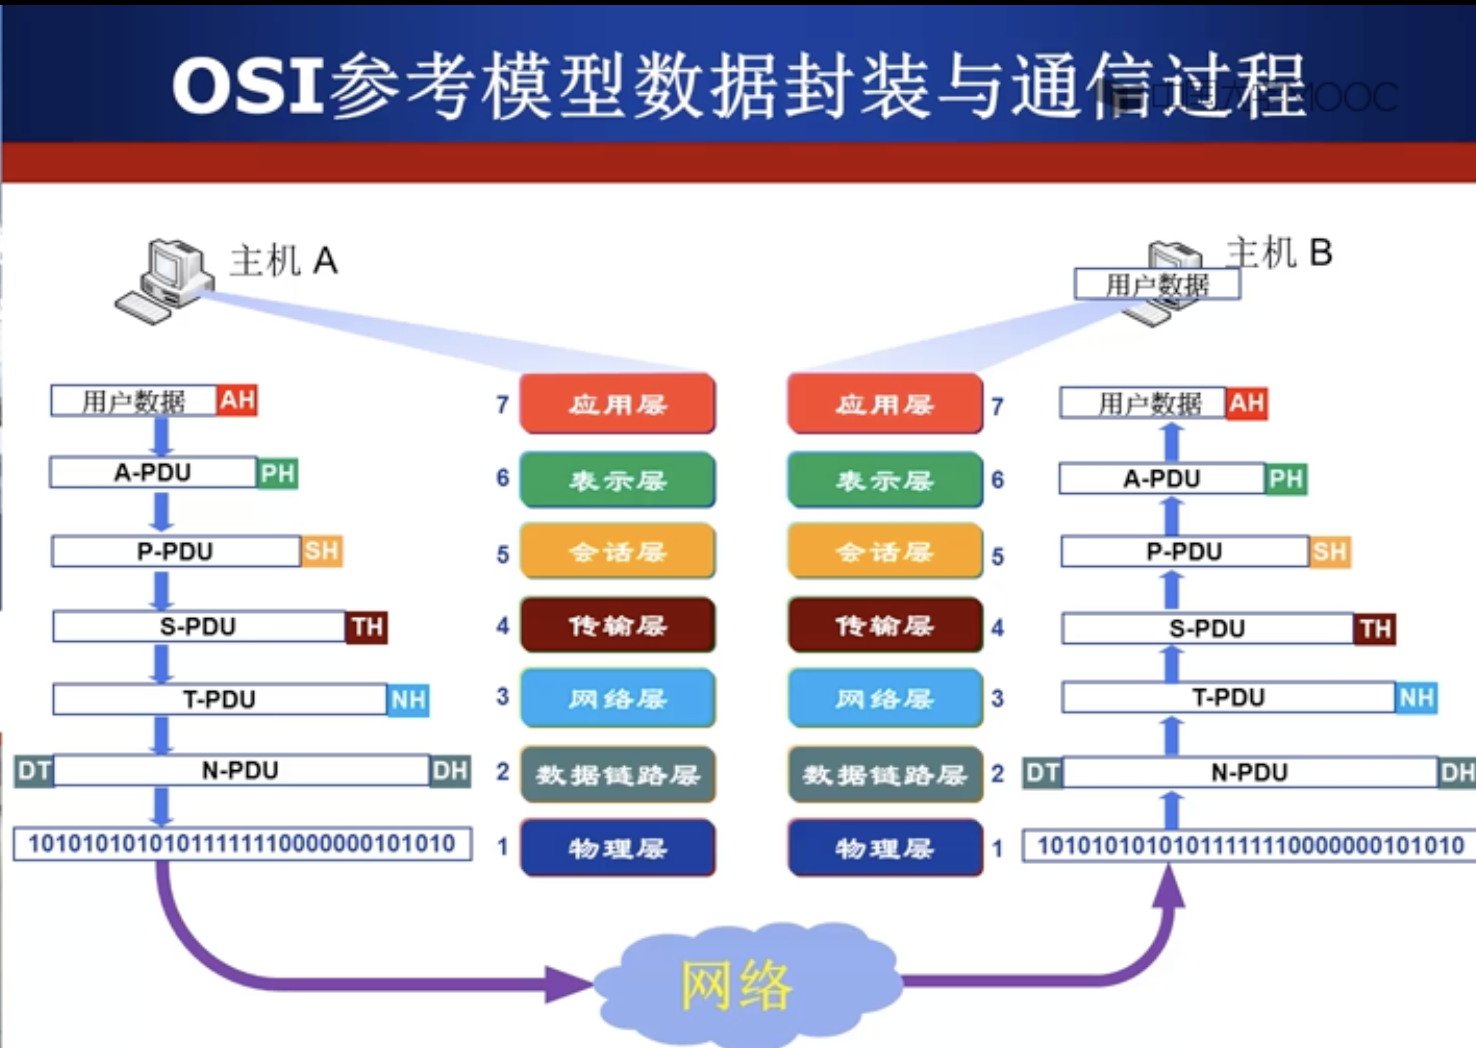 OSI参考模型数据封装与通信过程
中国大学MOOC
主机 A
主机 B
用户数据
用户数据 AH 7 应用层 应用层 7 用户数据 AH
A-PDU PH 6 表示层 表示层 6 A-PDU PH
P-PDU SH 5 会话层 会话层 5 P-PDU SH
S-PDU TH 4 传输层 传输层 4 S-PDU TH
T-PDU NH 3 网络层 网络层 3 T-PDU NH
DT N-PDU DH 2 数据链路层 数据链路层 2 DT N-PDU DH
10101010101011111110000000101010 1 物理层 物理层 1 10101010101011111110000000101010
网络